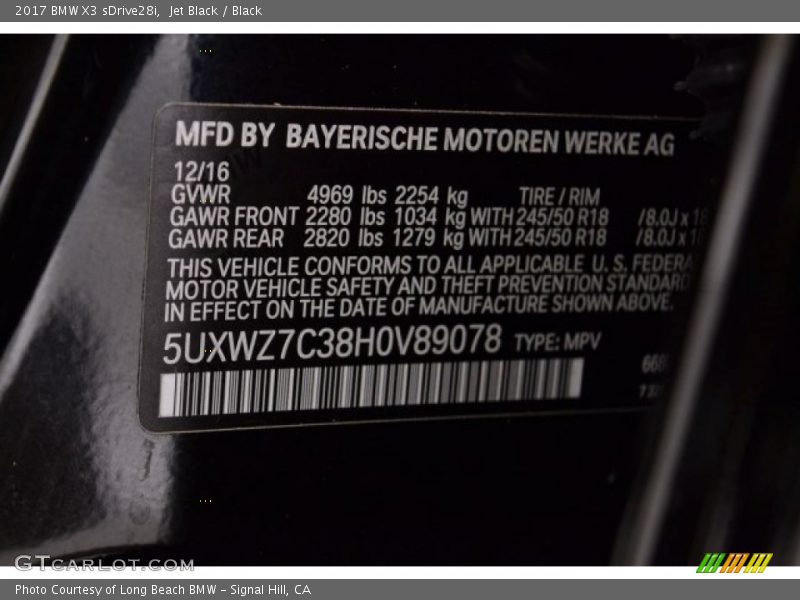 2017 BMW X3 sDrive28i, Jet Black / Black
MFD BY BAYERISCHE MOTOREN WERKE AG
12/16
GVWR 4969 lbs 2254 kg TIRE / RIM
GAWR FRONT 2280 lbs 1034 kg WITH 245/50 R18 /8.0J x 18
GAWR REAR 2820 lbs 1279 kg WITH 245/50 R18 /8.0J x 18
THIS VEHICLE CONFORMS TO ALL APPLICABLE U. S. FEDERA
MOTOR VEHICLE SAFETY AND THEFT PREVENTION STANDARD
IN EFFECT ON THE DATE OF MANUFACTURE SHOWN ABOVE.
5UXWZ7C38H0V89078 TYPE: MPV
GTcarlot.com
Photo Courtesy of Long Beach BMW - Signal Hill, CA